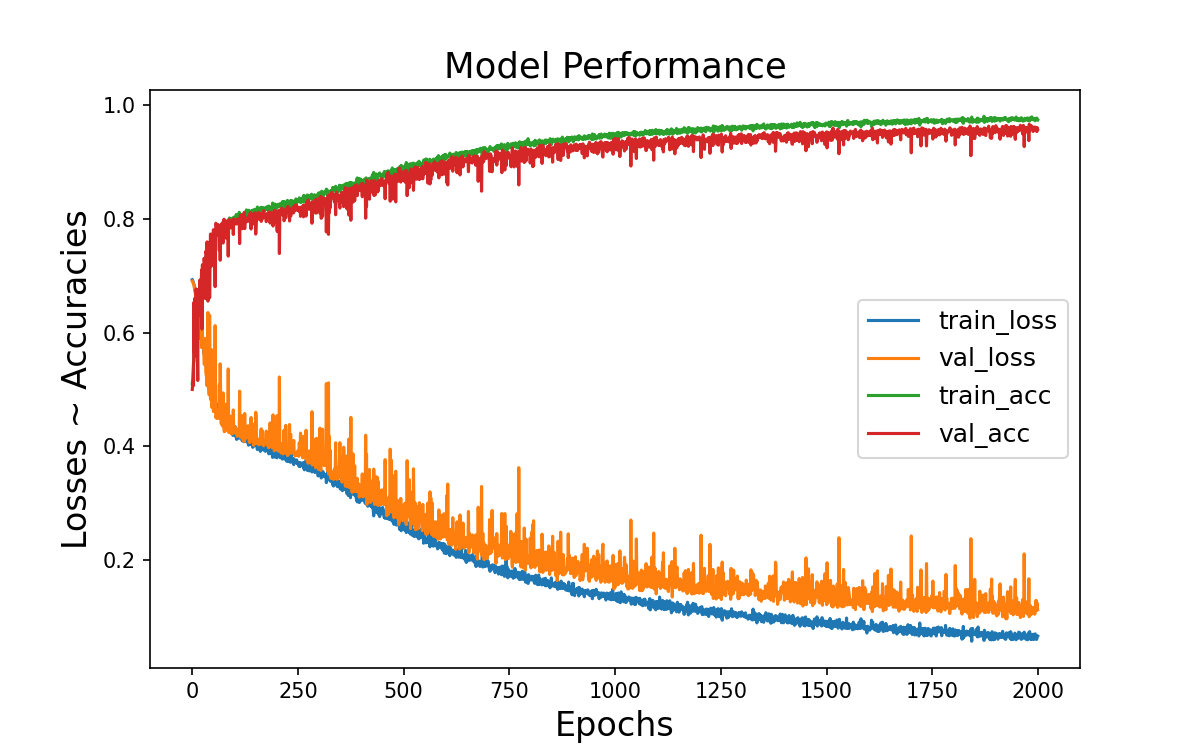 Model Performance
Losses ~ Accuracies
1.0
0.8
0.6
0.4
0.2
train_loss
val_loss
train_acc
val_acc
0 250 500 750 1000 1250 1500 1750 2000
Epochs